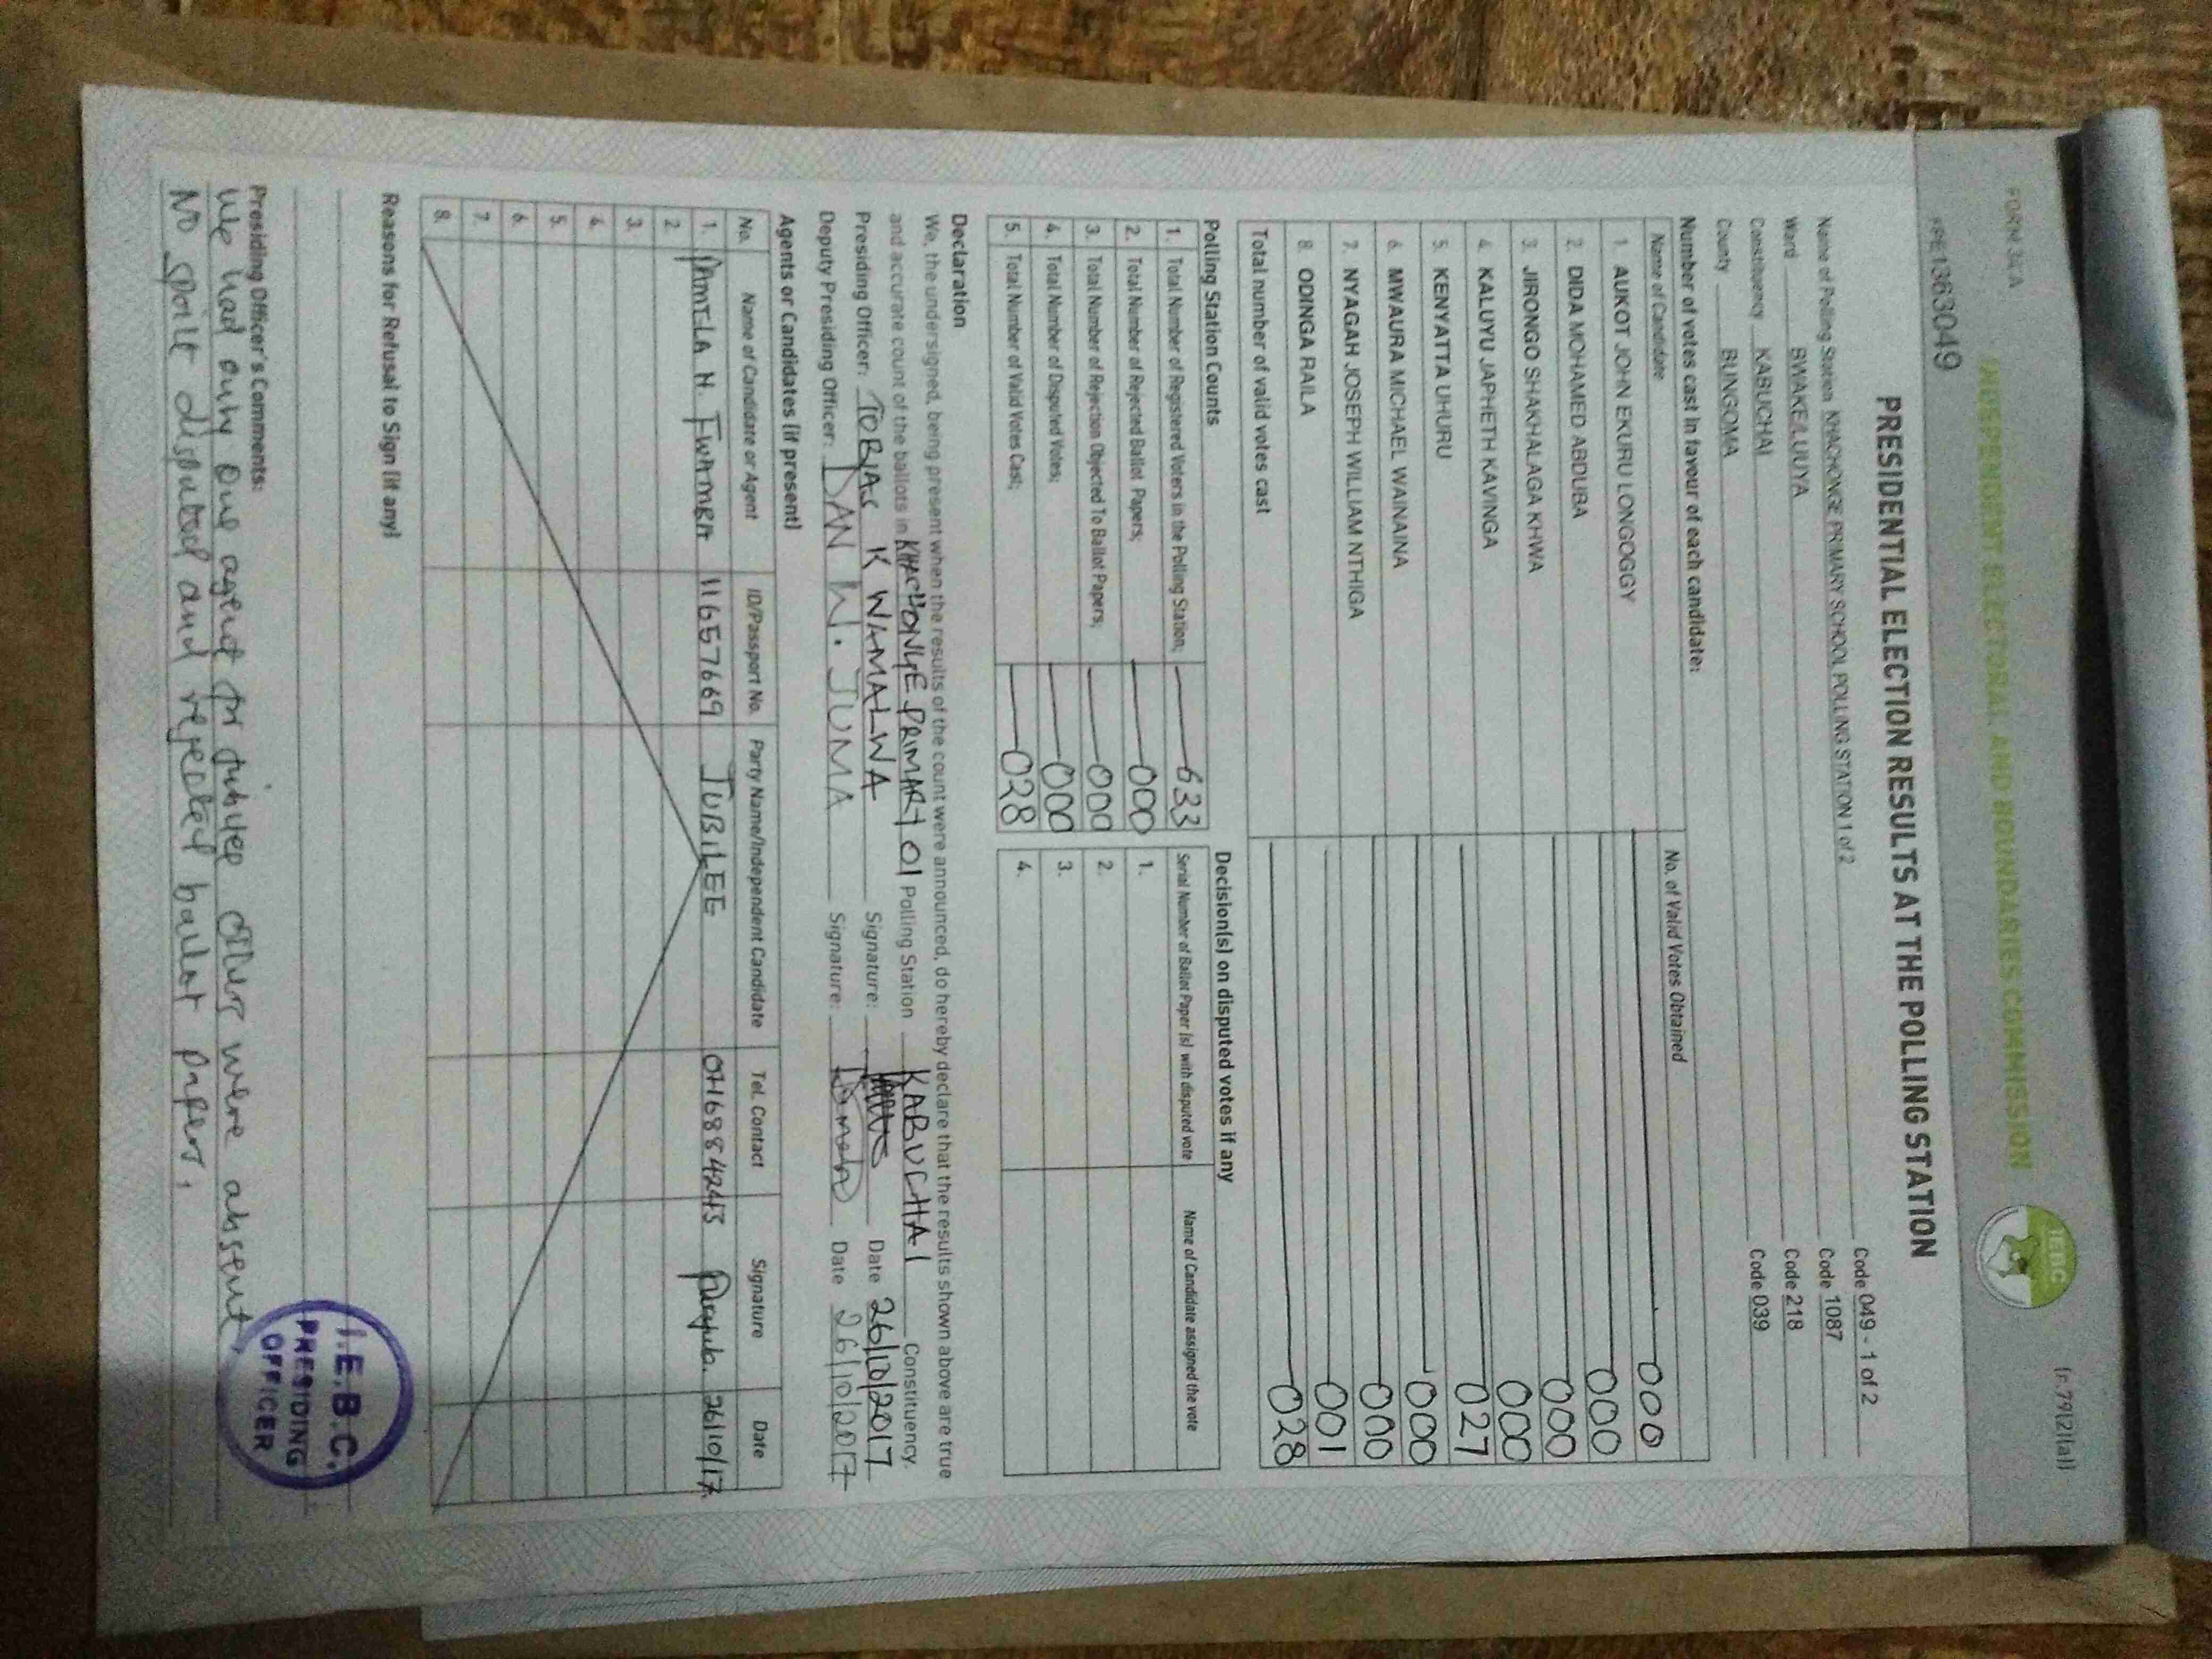 FORM 34A
(r.79(2)(a))
INDEPENDENT ELECTORAL AND BOUNDARIES COMMISSION
IEBC
PRE1363049
PRESIDENTIAL ELECTION RESULTS AT THE POLLING STATION
Name of Polling Station KHACHONGE PRIMARY SCHOOL POLLING STATION 1 of 2 Code 049 - 1 of 2
Ward BWAKE/LUUYA Code 1087
Constituency KABUCHAI Code 218
County BUNGOMA Code 039
Number of votes cast in favour of each candidate:
Name of Candidate No. of Valid Votes Obtained
1. AUKOT JOHN EKURU LONGOGGY 000
2. DIDA MOHAMED ABDUBA 000
3. JIRONGO SHAKHALAGA KHWA 000
4. KALUYU JAPHETH KAVINGA 000
5. KENYATTA UHURU 027
6. MWAURA MICHAEL WAINAINA 000
7. NYAGAH JOSEPH WILLIAM NTHIGA 000
8. ODINGA RAILA 001
Total number of valid votes cast 028
Polling Station Counts
1. Total Number of Registered Voters in the Polling Station; 633
2. Total Number of Rejected Ballot Papers; 000
3. Total Number of Rejection Objected To Ballot Papers; 000
4. Total Number of Disputed Votes; 000
5. Total Number of Valid Votes Cast; 028
Decision(s) on disputed votes if any
Serial Number of Ballot Paper (s) with disputed vote Name of Candidate assigned the vote
1.
2.
3.
4.
Declaration
We, the undersigned, being present when the results of the count were announced, do hereby declare that the results shown above are true
and accurate count of the ballots in KHACHONGE PRIMARY 01 Polling Station KABUCHAI Constituency.
Presiding Officer: TOBIAS K WAMALWA Signature: Date 26/10/2017
Deputy Presiding Officer: DAN W. JUMA Signature: Date 26/10/2017
Agents or Candidates (if present)
No. Name of Candidate or Agent ID/Passport No. Party Name/Independent Candidate Tel. Contact Signature Date
1. 11657669 JUBILEE 0716884243 26/10/17
2.
3.
4.
5.
6.
7.
8.
Reasons for Refusal to Sign (if any)
Presiding Officer's Comments:
We had only one agent for jubilee other were absent,
No spoilt disputed and rejected ballot papers,
I.E.B.C.
PRESIDING
OFFICER